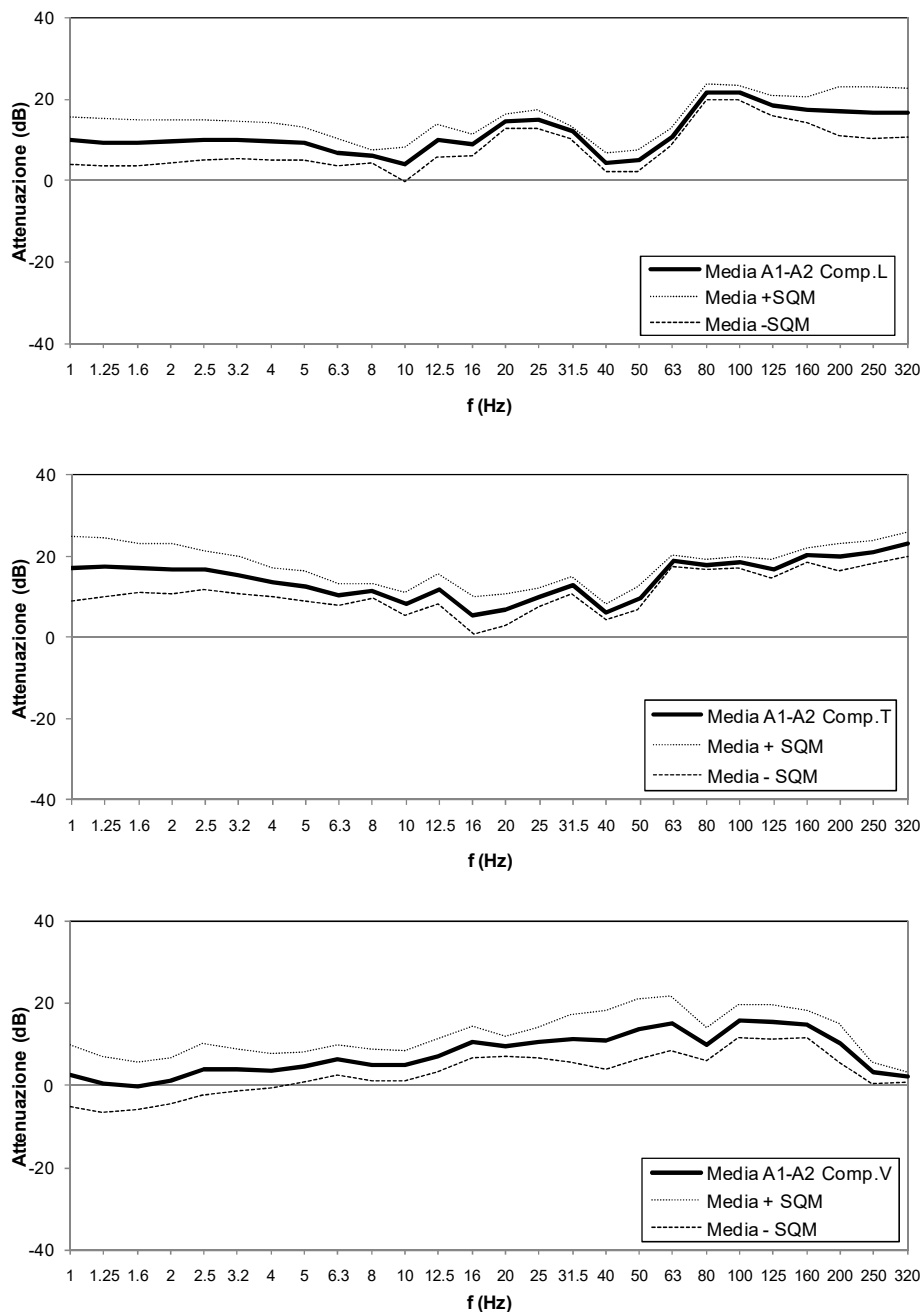 40
20
0
-20
-40
Attenuazione (dB)
Media A1-A2 Comp.L
Media +SQM
Media -SQM
1 1.25 1.6 2 2.5 3.2 4 5 6.3 8 10 12.5 16 20 25 31.5 40 50 63 80 100 125 160 200 250 320
f (Hz)
40
20
0
-20
-40
Attenuazione (dB)
Media A1-A2 Comp.T
Media + SQM
Media - SQM
1 1.25 1.6 2 2.5 3.2 4 5 6.3 8 10 12.5 16 20 25 31.5 40 50 63 80 100 125 160 200 250 320
f (Hz)
40
20
0
-20
-40
Attenuazione (dB)
Media A1-A2 Comp.V
Media + SQM
Media - SQM
1 1.25 1.6 2 2.5 3.2 4 5 6.3 8 10 12.5 16 20 25 31.5 40 50 63 80 100 125 160 200 250 320
f (Hz)